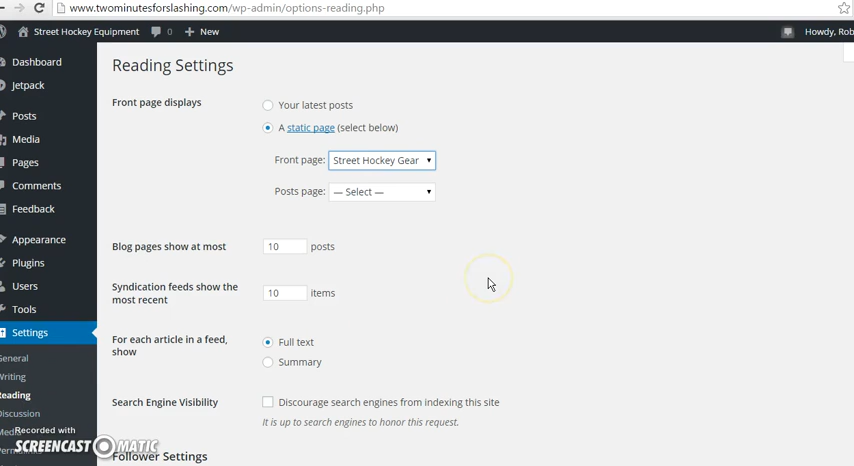 www.twominutesforslashing.com/wp-admin/options-reading.php
Street Hockey Equipment 0 + New Howdy, Rob
Dashboard
Jetpack
Posts
Media
Pages
Comments
Feedback
Appearance
Plugins
Users
Tools
Settings
General
Writing
Reading
Discussion
Recorded with
SCREENCAST MATIC
Reading Settings
Front page displays
Your latest posts
A static page (select below)
Front page: Street Hockey Gear
Posts page: — Select —
Blog pages show at most 10 posts
Syndication feeds show the
most recent
10 items
For each article in a feed,
show
Full text
Summary
Search Engine Visibility
Discourage search engines from indexing this site
It is up to search engines to honor this request.
Follower Settings